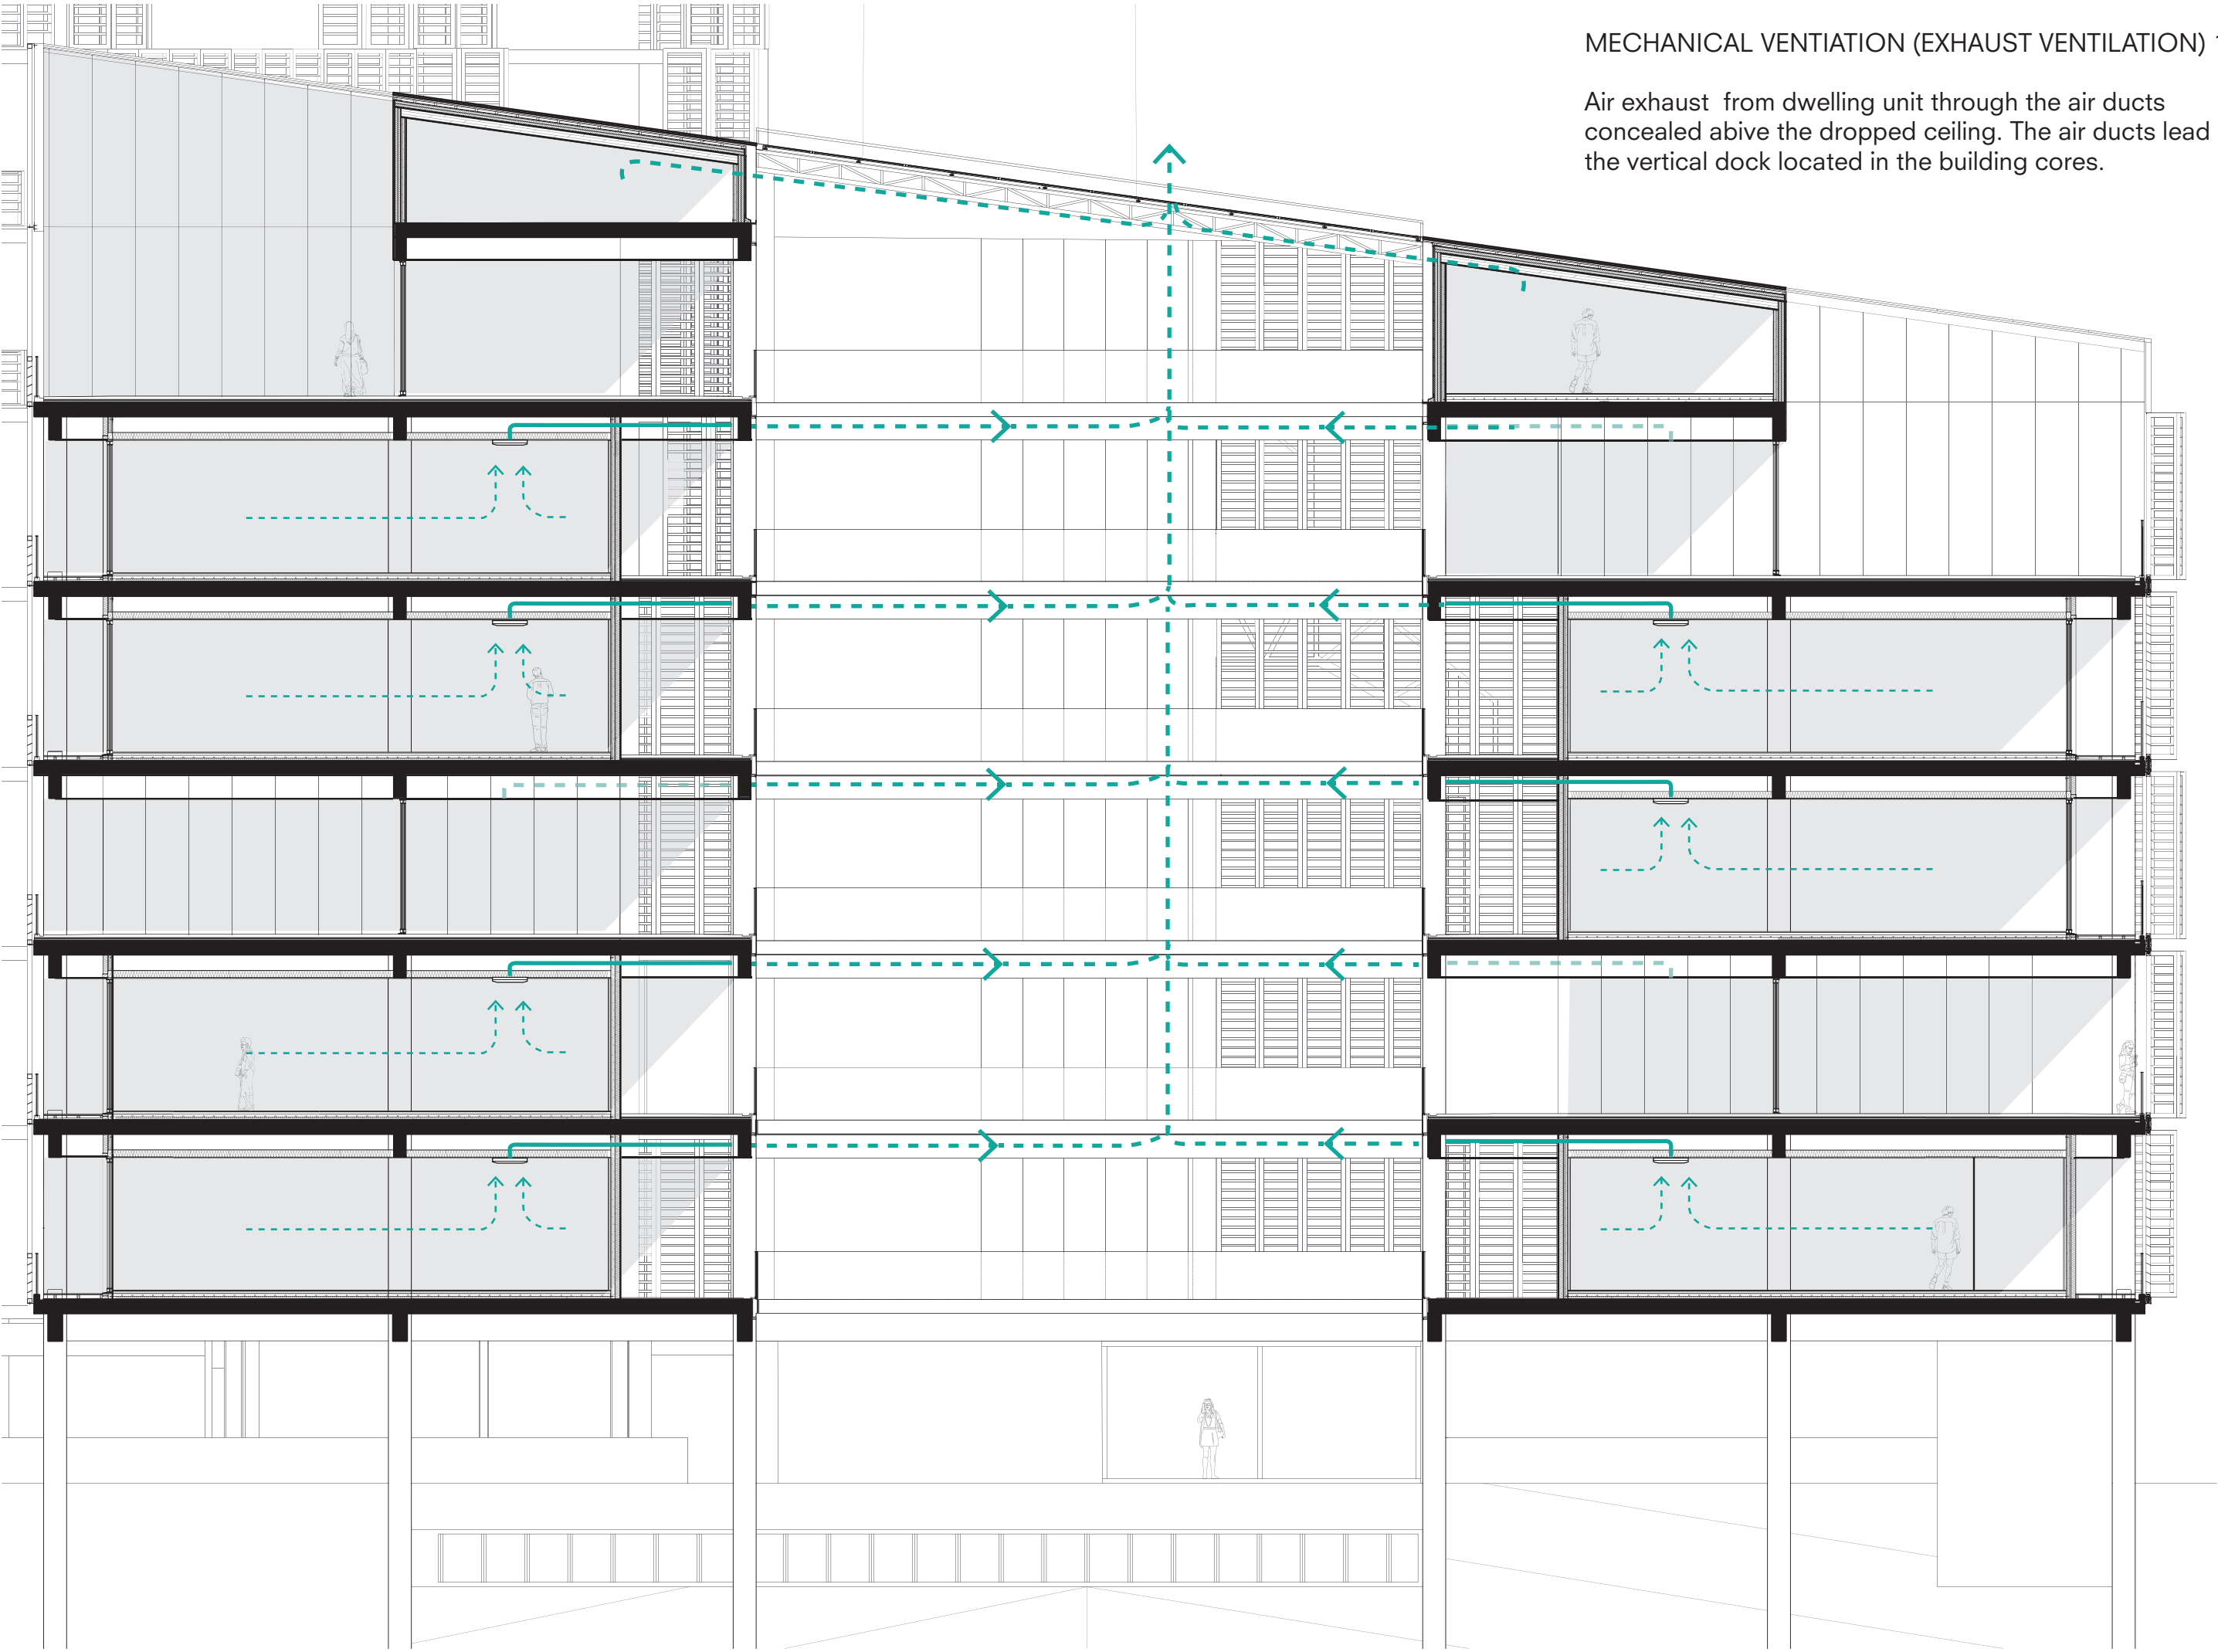 MECHANICAL VENTIATION (EXHAUST VENTILATION)
Air exhaust from dwelling unit through the air ducts
concealed abive the dropped ceiling. The air ducts lead
the vertical dock located in the building cores.